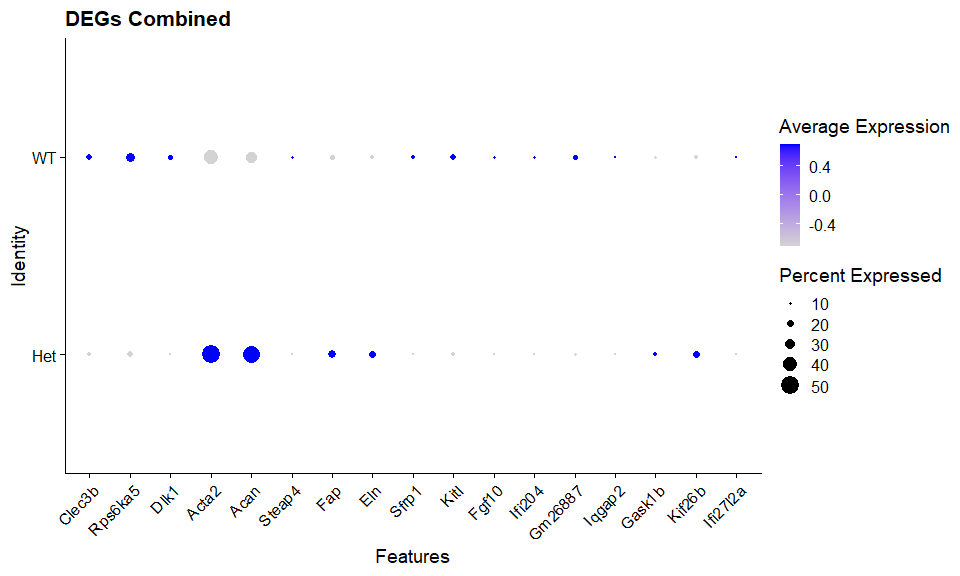 DEGs Combined
WT
Het
Identity
Clec3b
Rps6ka5
Dlk1
Acta2
Acan
Steap4
Fap
Eln
Sfrp1
Kitl
Fgf10
Ifi204
Gm26887
Iqgap2
Gask1b
Kif26b
Ifi27l2a
Features
Average Expression
0.4
0.0
-0.4
Percent Expressed
10
20
30
40
50